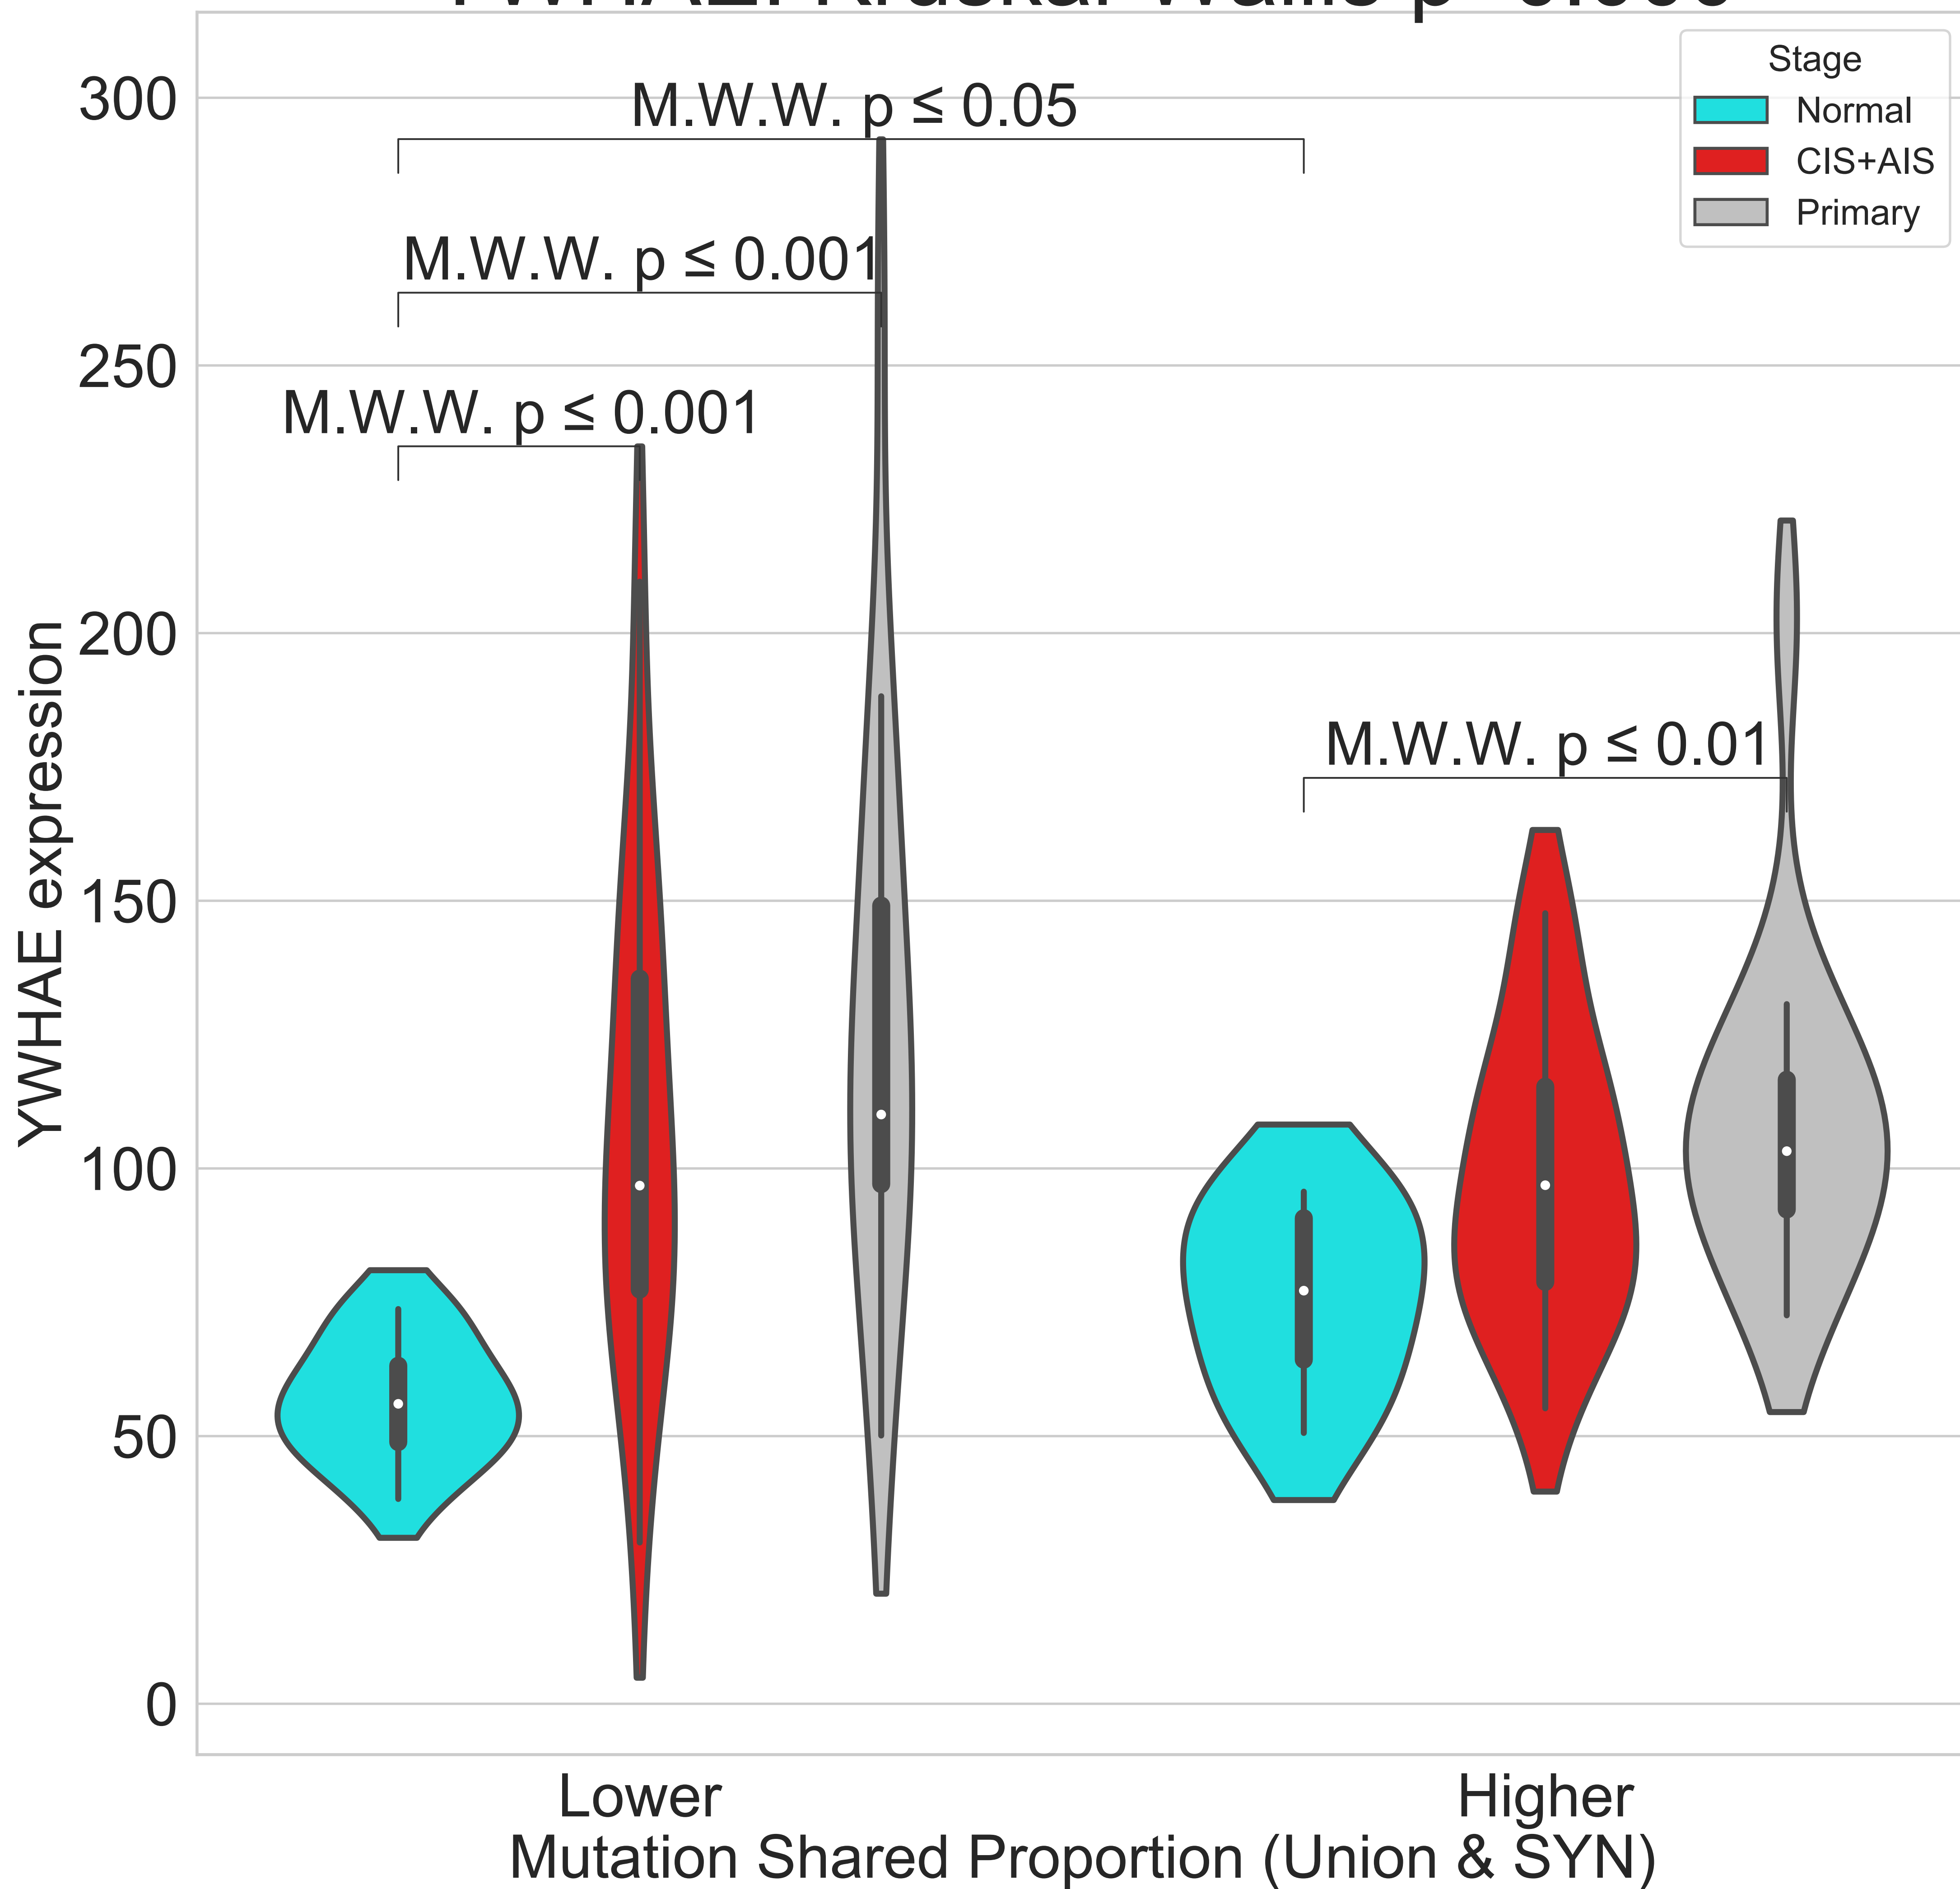 Stage
Normal
CIS+AIS
Primary
M.W.W. p ≤ 0.05
M.W.W. p ≤ 0.001
M.W.W. p ≤ 0.001
M.W.W. p ≤ 0.01
300
250
200
150
100
50
0
YWHAE expression
Lower
Higher
Mutation Shared Proportion (Union & SYN)